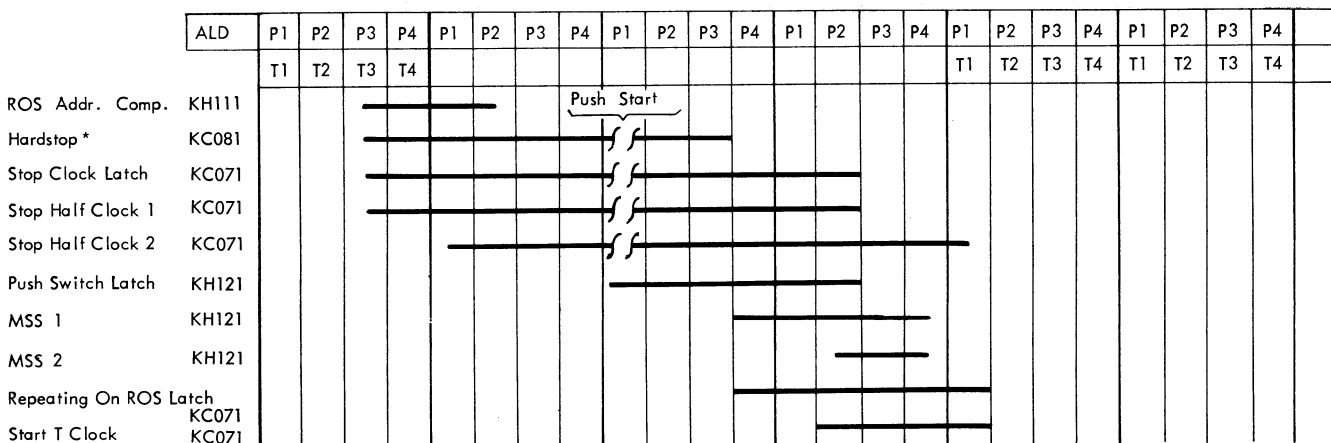 ALD P1 P2 P3 P4 P1 P2 P3 P4 P1 P2 P3 P4 P1 P2 P3 P4 P1 P2 P3 P4 P1 P2 P3 P4
T1 T2 T3 T4 T1 T2 T3 T4 T1 T2 T3 T4
ROS Addr. Comp. KH111 Push Start
Hardstop * KC081
Stop Clock Latch KC071
Stop Half Clock 1 KC071
Stop Half Clock 2 KC071
Push Switch Latch KH121
MSS 1 KH121
MSS 2 KH121
Repeating On ROS Latch
KC071
Start T Clock KC071